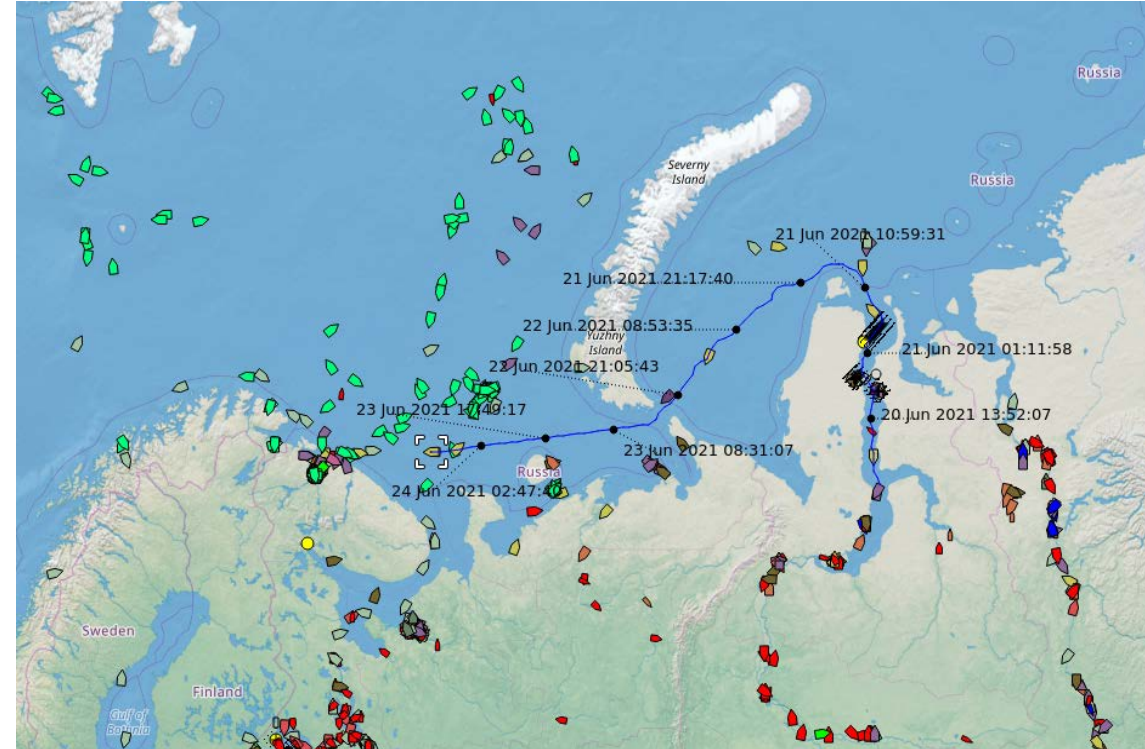 Russia
Severny
Island
Russia
21 Jun 2021 10:59:31
21 Jun 2021 21:17:40
22 Jun 2021 08:53:35
Yuzhny
Island
21 Jun 2021 01:11:58
22 Jun 2021 21:05:43
23 Jun 2021 17:49:17
20 Jun 2021 13:52:07
23 Jun 2021 08:31:07
Russia
24 Jun 2021 02:47:40
Sweden
Finland
Gulf of
Bothnia